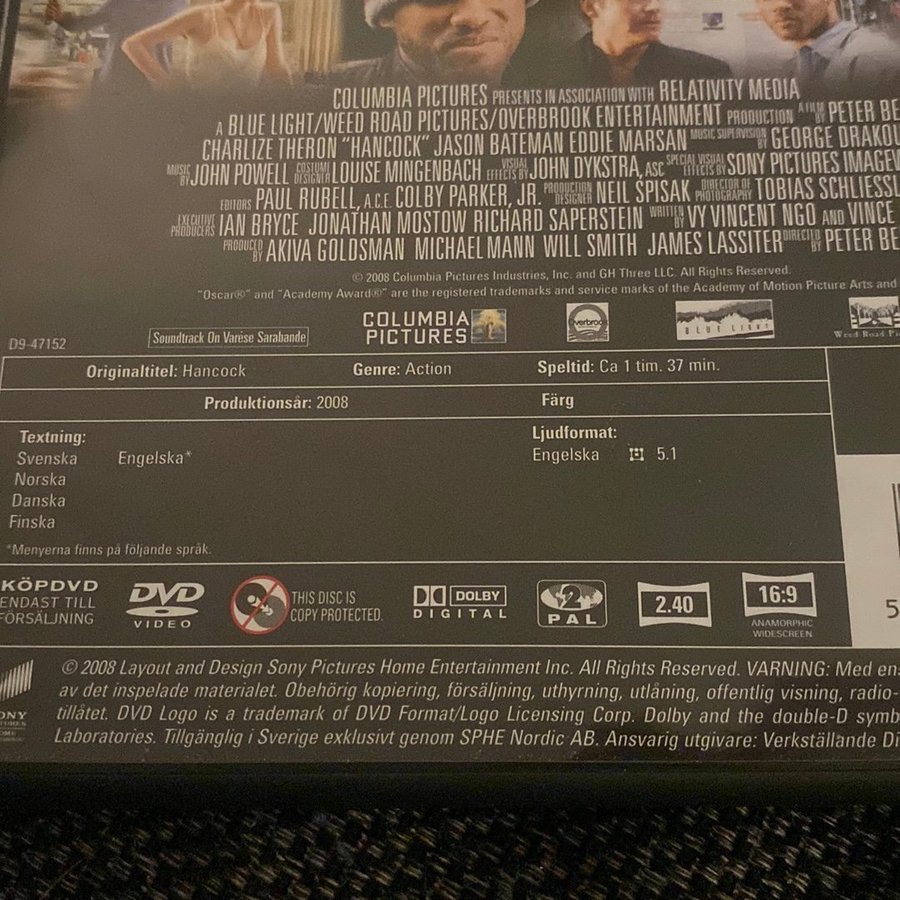 COLUMBIA PICTURES PRESENTS IN ASSOCIATION WITH RELATIVITY MEDIA
A BLUE LIGHT/WEED ROAD PICTURES/OVERBROOK ENTERTAINMENT PRODUCTION A FILM BY PETER BE
CHARLIZE THERON "HANCOCK" JASON BATEMAN EDDIE MARSAN MUSIC SUPERVISION BY GEORGE DRAKOU
MUSIC BY JOHN POWELL COSTUME DESIGNER LOUISE MINGENBACH VISUAL EFFECTS BY JOHN DYKSTRA, ASC SPECIAL VISUAL EFFECTS BY SONY PICTURES IMAGEW
EDITORS PAUL RUBELL, A.C.E. COLBY PARKER, JR. PRODUCTION DESIGNER NEIL SPISAK DIRECTOR OF PHOTOGRAPHY TOBIAS SCHLIESSL
EXECUTIVE PRODUCERS IAN BRYCE JONATHAN MOSTOW RICHARD SAPERSTEIN WRITTEN BY VY VINCENT NGO AND VINCE
PRODUCED BY AKIVA GOLDSMAN MICHAEL MANN WILL SMITH JAMES LASSITER DIRECTED BY PETER BE
© 2008 Columbia Pictures Industries, Inc. and GH Three LLC. All Rights Reserved.
"Oscar®" and "Academy Award®" are the registered trademarks and service marks of the Academy of Motion Picture Arts and
D9-47152
Soundtrack On Varèse Sarabande
COLUMBIA PICTURES
Overbrook
BLUE LIGHT
Weed Road Pi
Originaltitel: Hancock Genre: Action Speltid: Ca 1 tim. 37 min.
Produktionsår: 2008 Färg
Textning: Ljudformat:
Svenska Engelska* Engelska 5.1
Norska
Danska
Finska
*Menyerna finns på följande språk.
KÖPDVD
ENDAST TILL
FÖRSÄLJNING
DVD
VIDEO
THIS DISC IS
COPY PROTECTED.
DOLBY
DIGITAL
2
PAL
2.40
16:9
ANAMORPHIC
WIDESCREEN
5
© 2008 Layout and Design Sony Pictures Home Entertainment Inc. All Rights Reserved. VARNING: Med ens
av det inspelade materialet. Obehörig kopiering, försäljning, uthyrning, utlåning, offentlig visning, radio-
tillåtet. DVD Logo is a trademark of DVD Format/Logo Licensing Corp. Dolby and the double-D symb
Laboratories. Tillgänglig i Sverige exklusivt genom SPHE Nordic AB. Ansvarig utgivare: Verkställande Di